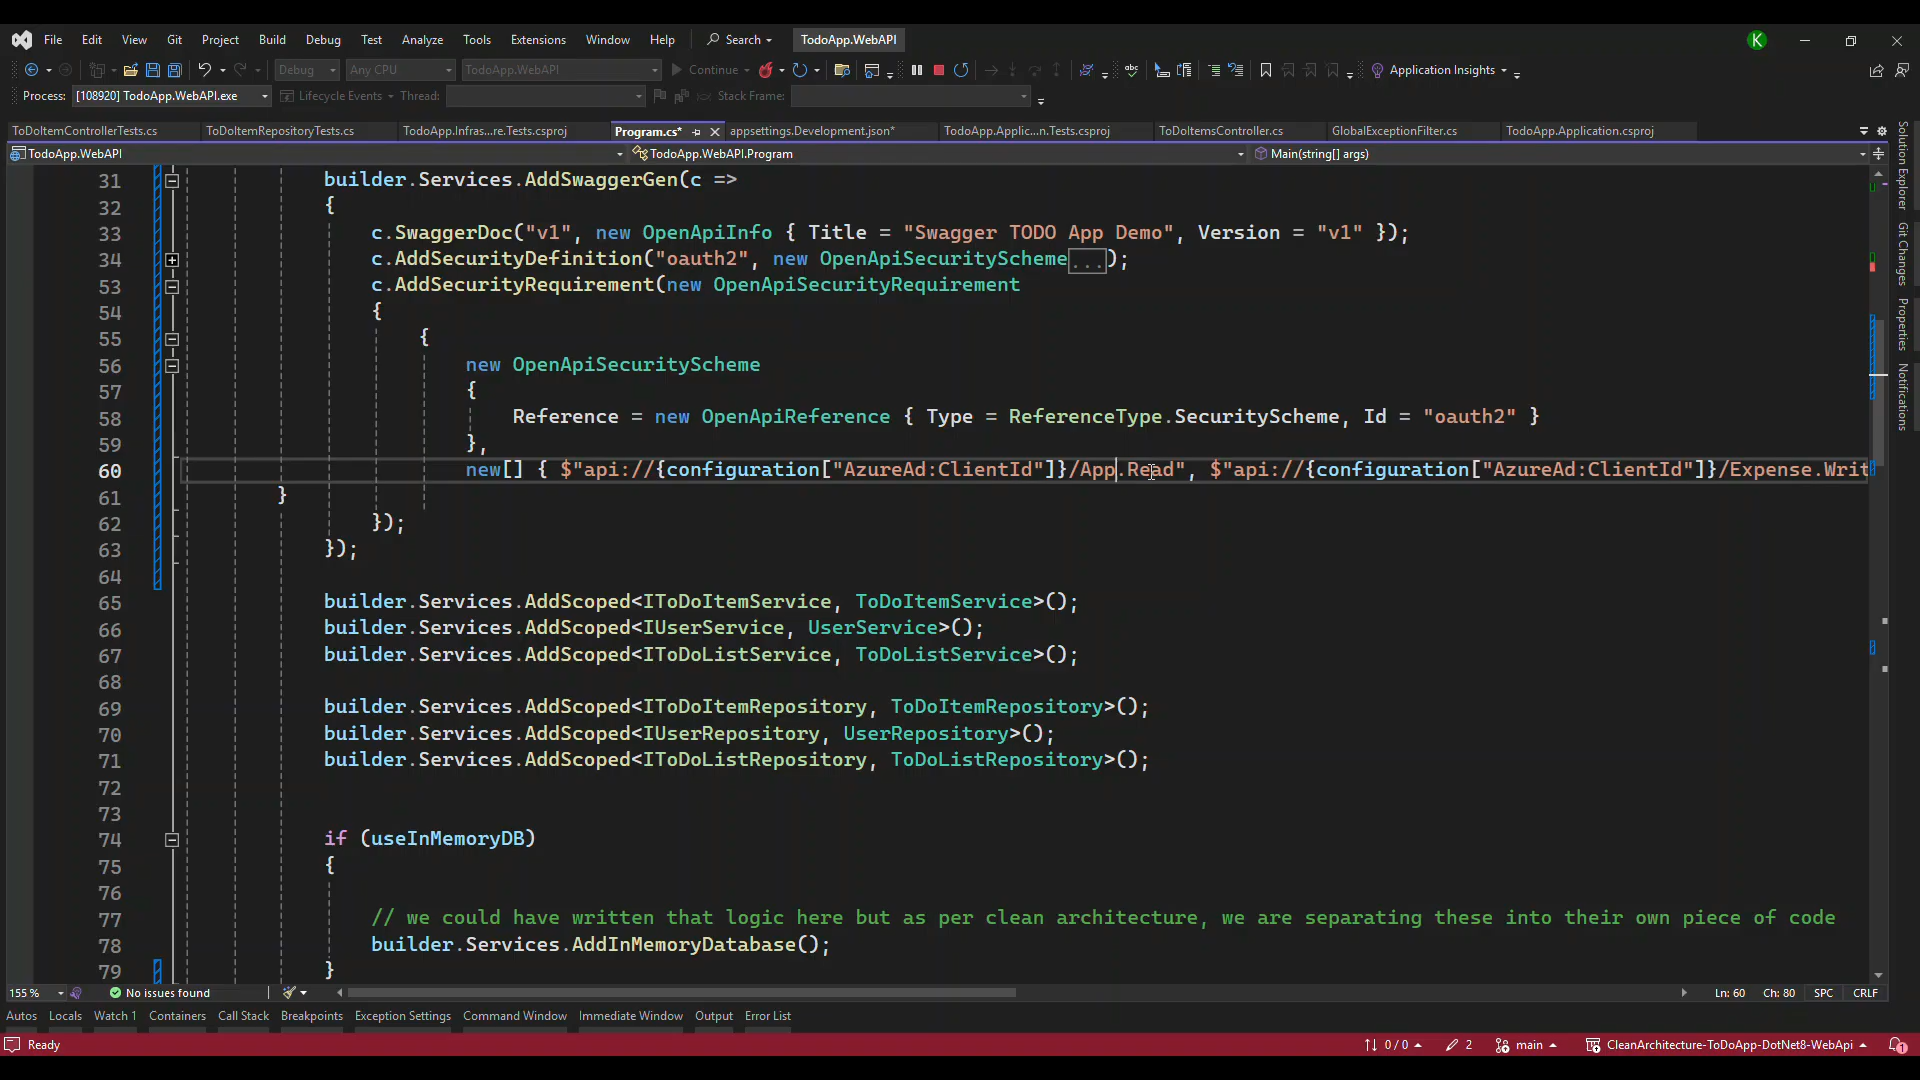 File Edit View Git Project Build Debug Test Analyze Tools Extensions Window Help Search TodoApp.WebAPI K
Debug Any CPU TodoApp.WebAPI Continue Application Insights
Process: [108920] TodoApp.WebAPI.exe Lifecycle Events Thread: Stack Frame:
ToDoItemControllerTests.cs ToDoItemRepositoryTests.cs TodoApp.Infras...re.Tests.csproj Program.cs* appsettings.Development.json* TodoApp.Applic...n.Tests.csproj ToDoItemsController.cs GlobalExceptionFilter.cs TodoApp.Application.csproj
TodoApp.WebAPI TodoApp.WebAPI.Program Main(string[] args)
31 builder.Services.AddSwaggerGen(c =>
32 {
33 c.SwaggerDoc("v1", new OpenApiInfo { Title = "Swagger TODO App Demo", Version = "v1" });
34 c.AddSecurityDefinition("oauth2", new OpenApiSecurityScheme...);
53 c.AddSecurityRequirement(new OpenApiSecurityRequirement
54 {
55 {
56 new OpenApiSecurityScheme
57 {
58 Reference = new OpenApiReference { Type = ReferenceType.SecurityScheme, Id = "oauth2" }
59 },
60 new[] { $"api://{configuration["AzureAd:ClientId"]}/App.Read", $"api://{configuration["AzureAd:ClientId"]}/Expense.Writ
61 }
62 });
63 });
64
65 builder.Services.AddScoped<IToDoItemService, ToDoItemService>();
66 builder.Services.AddScoped<IUserService, UserService>();
67 builder.Services.AddScoped<IToDoListService, ToDoListService>();
68
69 builder.Services.AddScoped<IToDoItemRepository, ToDoItemRepository>();
70 builder.Services.AddScoped<IUserRepository, UserRepository>();
71 builder.Services.AddScoped<IToDoListRepository, ToDoListRepository>();
72
73
74 if (useInMemoryDB)
75 {
76
77 // we could have written that logic here but as per clean architecture, we are separating these into their own piece of code
78 builder.Services.AddInMemoryDatabase();
79 }
Solution Explorer
Git Changes
Properties
Notifications
155 % No issues found Ln: 60 Ch: 80 SPC CRLF
Autos Locals Watch 1 Containers Call Stack Breakpoints Exception Settings Command Window Immediate Window Output Error List
Ready 0 / 0 2 main CleanArchitecture-ToDoApp-DotNet8-WebApi 1